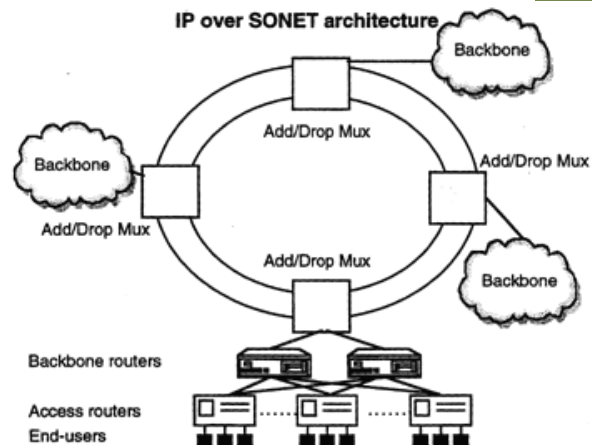 IP over SONET architecture
Backbone
Add/Drop Mux
Backbone
Add/Drop Mux
Add/Drop Mux
Add/Drop Mux
Backbone
Backbone routers
Access routers
End-users